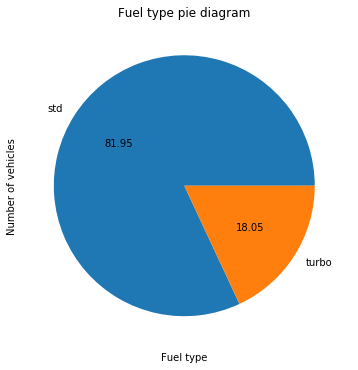 Fuel type pie diagram
std
81.95
Number of vehicles
18.05
turbo
Fuel type